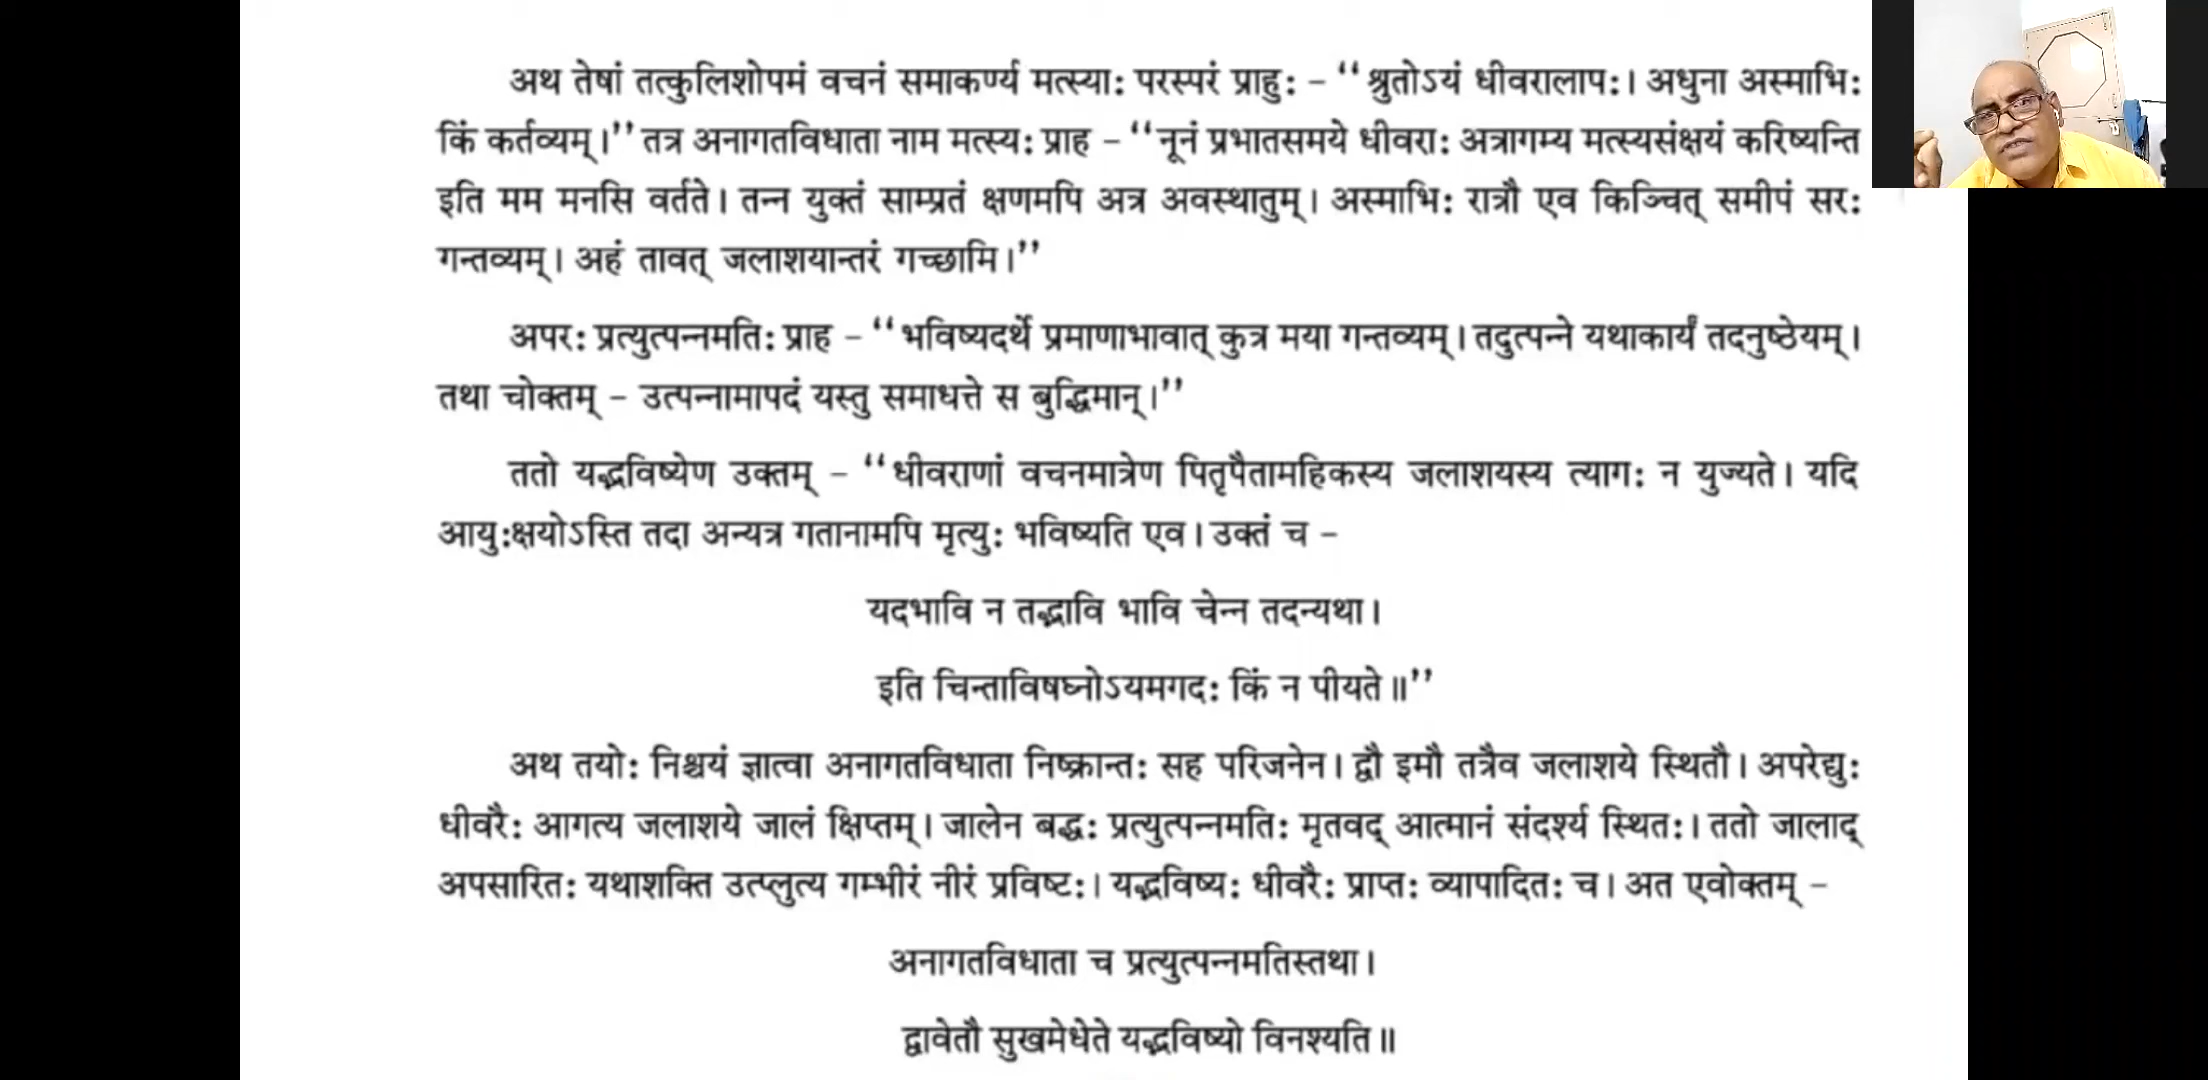 अथ तेषां तत्कुलिशोपमं वचनं समाकर्ण्य मत्स्याः परस्परं प्राहुः – “श्रुतोऽयं धीवरालापः। अधुना अस्माभिः
किं कर्तव्यम्।” तत्र अनागतविधाता नाम मत्स्यः प्राह – “नूनं प्रभातसमये धीवराः अत्रागम्य मत्स्यसंक्षयं करिष्यन्ति
इति मम मनसि वर्तते। तन्न युक्तं साम्प्रतं क्षणमपि अत्र अवस्थातुम्। अस्माभिः रात्रौ एव किञ्चित् समीपं सरः
गन्तव्यम्। अहं तावत् जलाशयान्तरं गच्छामि।”
अपरः प्रत्युत्पन्नमतिः प्राह – “भविष्यदर्थे प्रमाणाभावात् कुत्र मया गन्तव्यम्। तदुत्पन्ने यथाकार्यं तदनुष्ठेयम्।
तथा चोक्तम् – उत्पन्नामापदं यस्तु समाधत्ते स बुद्धिमान्।”
ततो यद्भविष्येण उक्तम् – “धीवराणां वचनमात्रेण पितृपैतामहिकस्य जलाशयस्य त्यागः न युज्यते। यदि
आयुःक्षयोऽस्ति तदा अन्यत्र गतानामपि मृत्युः भविष्यति एव। उक्तं च –
यदभावि न तद्भावि भावि चेन्न तदन्यथा।
इति चिन्ताविषघ्नोऽयमगदः किं न पीयते॥”
अथ तयोः निश्चयं ज्ञात्वा अनागतविधाता निष्क्रान्तः सह परिजनेन। द्वौ इमौ तत्रैव जलाशये स्थितौ। अपरेद्युः
धीवरैः आगत्य जलाशये जालं क्षिप्तम्। जालेन बद्धः प्रत्युत्पन्नमतिः मृतवद् आत्मानं संदर्श्य स्थितः। ततो जालाद्
अपसारितः यथाशक्ति उत्प्लुत्य गम्भीरं नीरं प्रविष्टः। यद्भविष्यः धीवरैः प्राप्तः व्यापादितः च। अत एवोक्तम् –
अनागतविधाता च प्रत्युत्पन्नमतिस्तथा।
द्वावेतौ सुखमेधेते यद्भविष्यो विनश्यति॥